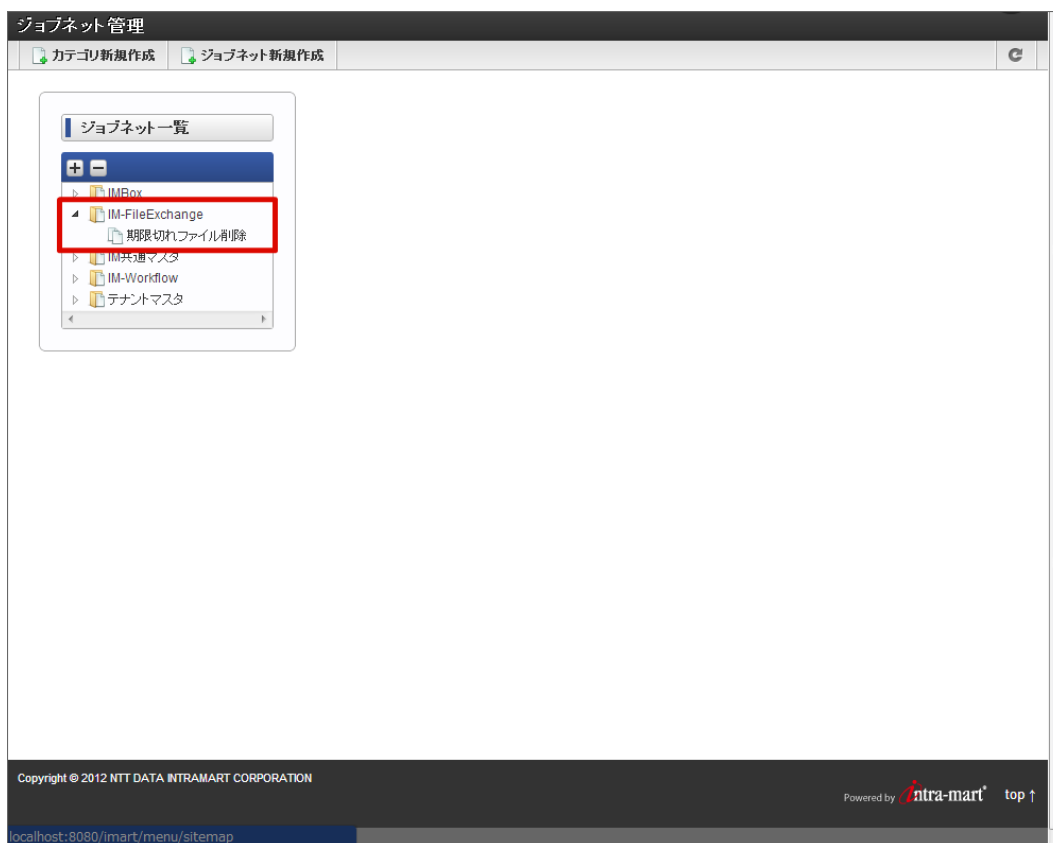 ジョブネット管理
カテゴリ新規作成 ジョブネット新規作成
ジョブネット一覧
IMBox
IM-FileExchange
期限切れファイル削除
IM共通マスタ
IM-Workflow
テナントマスタ
Copyright © 2012 NTT DATA INTRAMART CORPORATION
Powered by intra-mart® top ↑
localhost:8080/imart/menu/sitemap